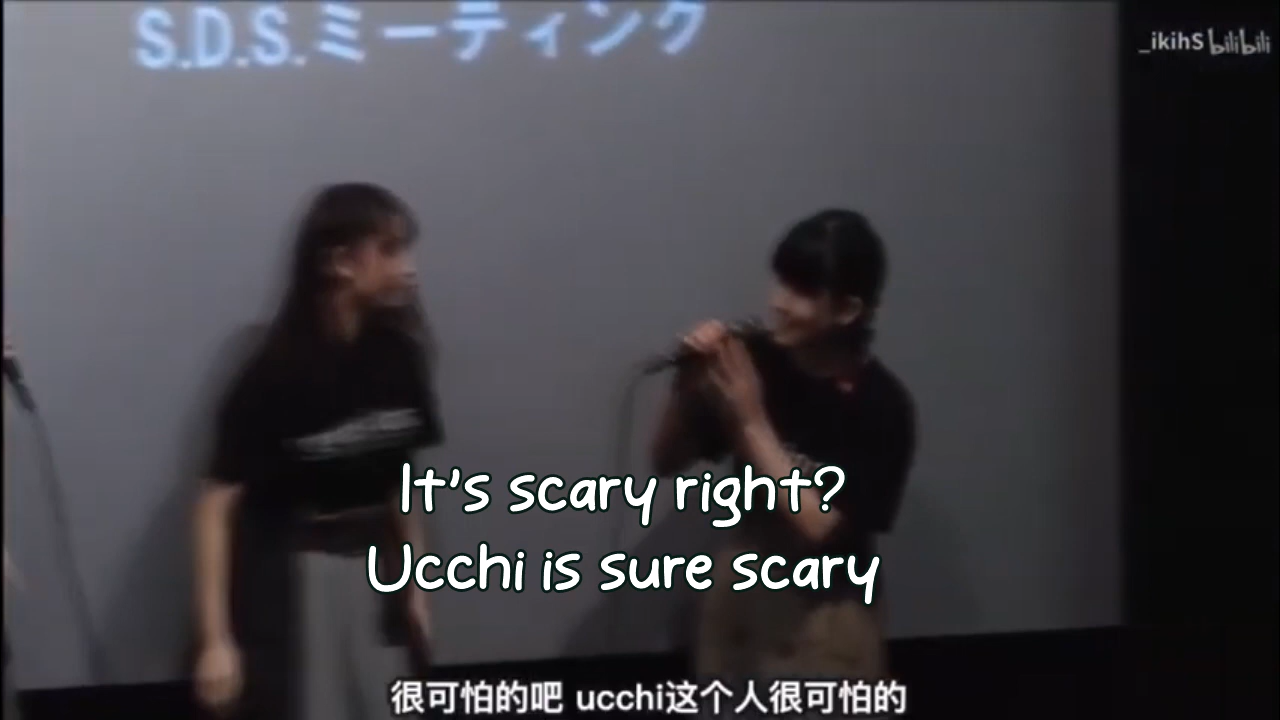 S.D.S.ミーティング
_ikihS bilibili
It's scary right?
Ucchi is sure scary
很可怕的吧 ucchi这个人很可怕的